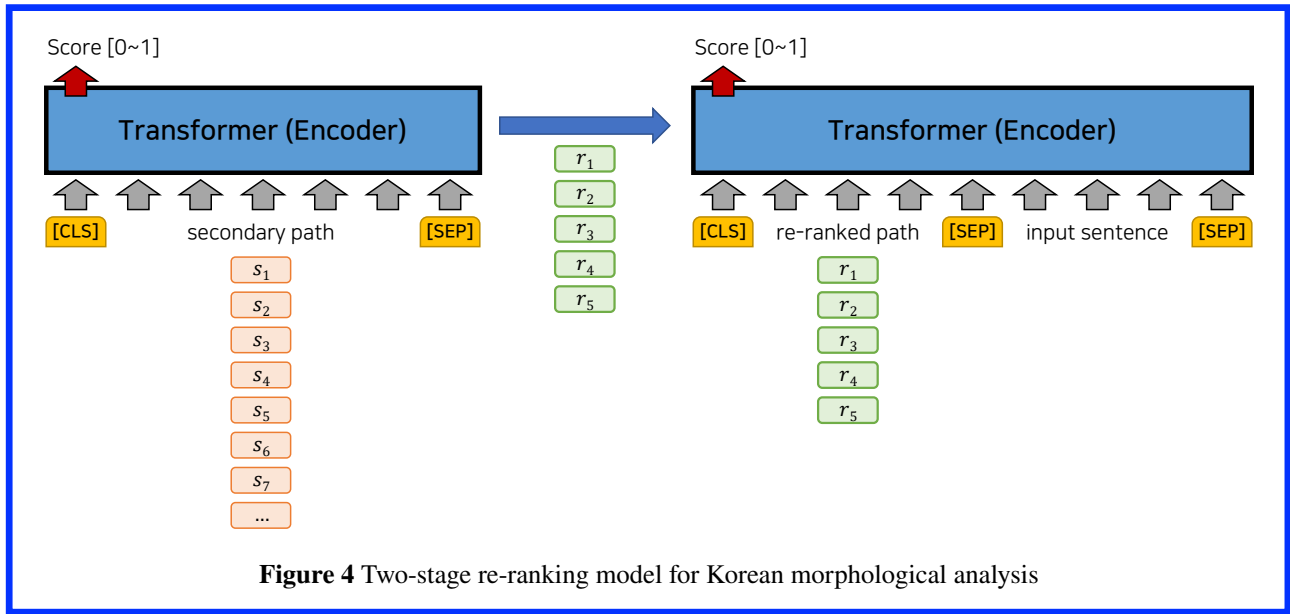 Score [0~1]
Transformer (Encoder)
[CLS]
secondary path
[SEP]
s1
s2
s3
s4
s5
s6
s7
...
r1
r2
r3
r4
r5
Score [0~1]
Transformer (Encoder)
[CLS]
re-ranked path
[SEP]
input sentence
[SEP]
r1
r2
r3
r4
r5
Figure 4 Two-stage re-ranking model for Korean morphological analysis